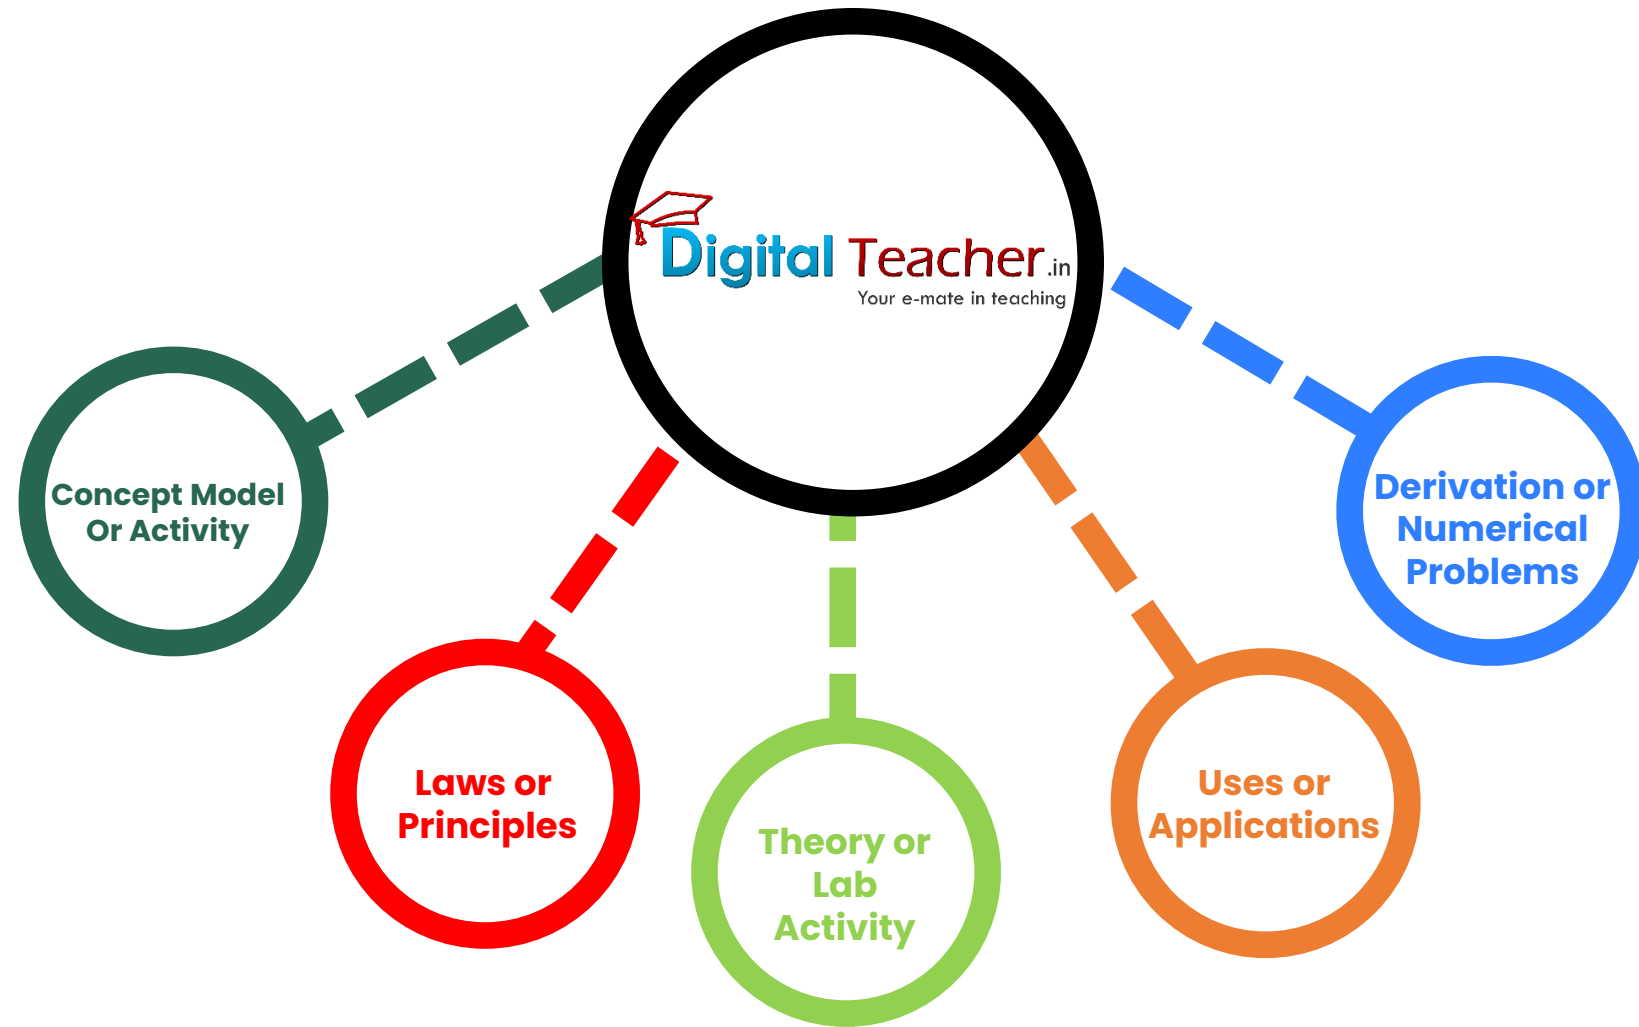 Digital Teacher.in
Your e-mate in teaching
Concept Model
Or Activity
Laws or
Principles
Theory or
Lab
Activity
Uses or
Applications
Derivation or
Numerical
Problems